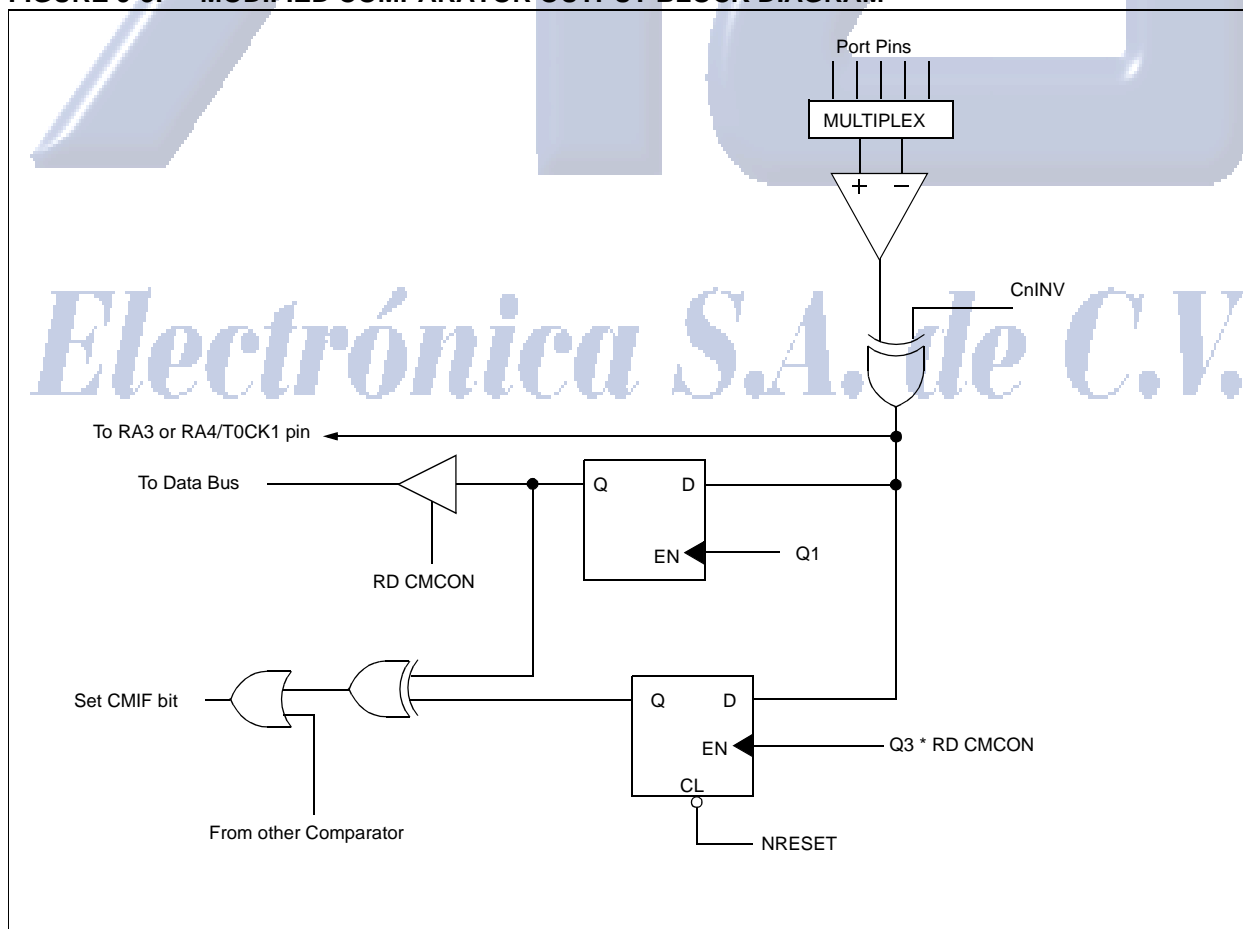 Port Pins
MULTIPLEX
+ −
CnINV
Electrónica S.A. de C.V.
To RA3 or RA4/T0CK1 pin
To Data Bus
Q D
EN
Q1
RD CMCON
Set CMIF bit
Q D
EN
Q3 * RD CMCON
CL
From other Comparator
NRESET